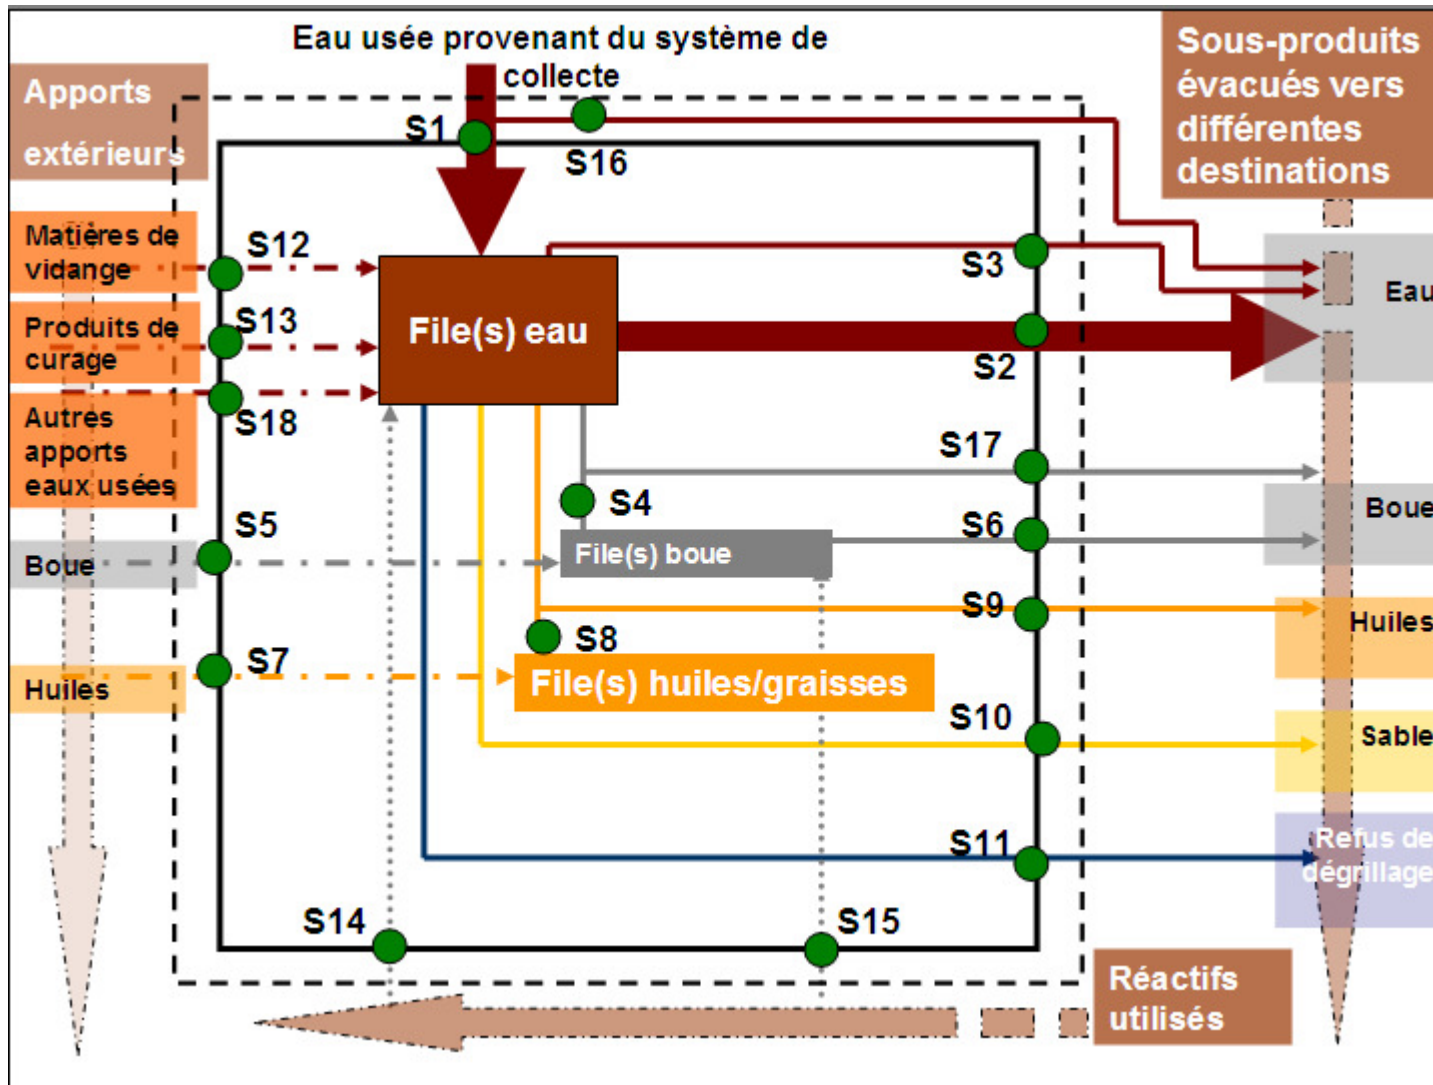 Eau usée provenant du système de
collecte
Sous-produits
évacués vers
différentes
destinations
Apports
extérieurs
S1
S16
Matières de
vidange
S12
S3
Eau
Produits de
curage
S13
File(s) eau
S2
Autres
apports
eaux usées
S18
S17
S4
Boue
S5
S6
File(s) boue
Boue
S9
Huiles
S8
S7
File(s) huiles/graisses
Huiles
S10
Sable
S11
Refus de
dégrillage
S14
S15
Réactifs
utilisés